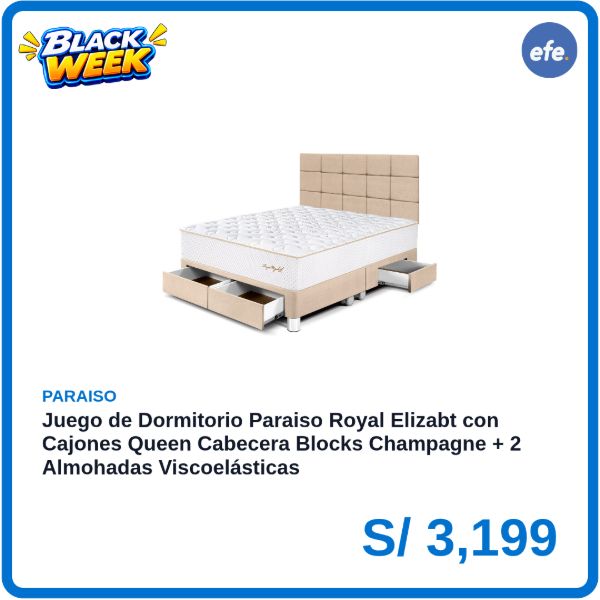 BLACK
WEEK
efe.
PARAISO
Juego de Dormitorio Paraiso Royal Elizabt con
Cajones Queen Cabecera Blocks Champagne + 2
Almohadas Viscoelásticas
S/ 3,199